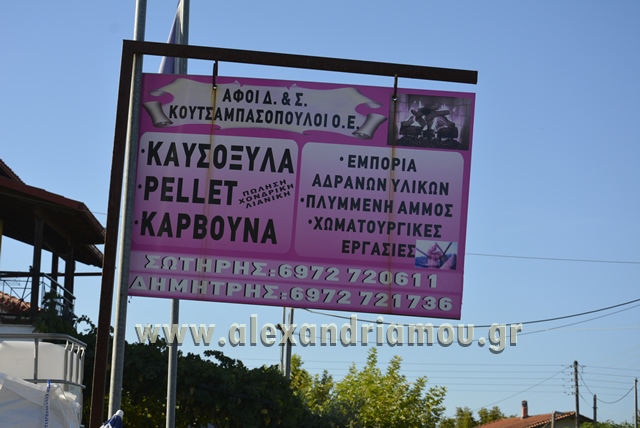 ΑΦΟΙ Δ. & Σ.
ΚΟΥΤΣΑΜΠΑΣΟΠΟΥΛΟΙ Ο.Ε.
·ΚΑΥΣΟΞΥΛΑ
·PELLET
ΠΩΛΗΣΗ
ΧΟΝΔΡΙΚΗ
ΛΙΑΝΙΚΗ
·ΚΑΡΒΟΥΝΑ
·ΕΜΠΟΡΙΑ
ΑΔΡΑΝΩΝ ΥΛΙΚΩΝ
·ΠΛΥΜΜΕΝΗ ΑΜΜΟΣ
·ΧΩΜΑΤΟΥΡΓΙΚΕΣ
ΕΡΓΑΣΙΕΣ
ΣΩΤΗΡΗΣ:6972 720611
ΔΗΜΗΤΡΗΣ:6972 721736
www.alexandriamou.gr